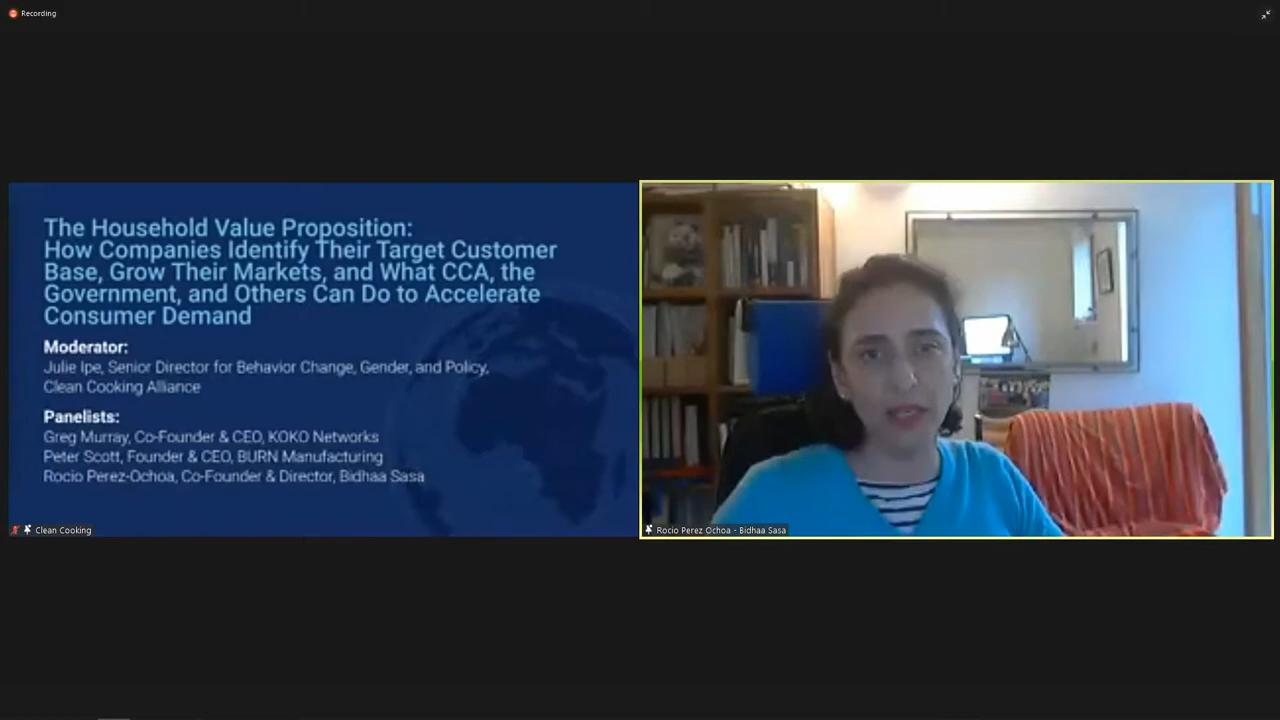 Recording
The Household Value Proposition:
How Companies Identify Their Target Customer
Base, Grow Their Markets, and What CCA, the
Government, and Others Can Do to Accelerate
Consumer Demand
Moderator:
Julie Ipe, Senior Director for Behavior Change, Gender, and Policy,
Clean Cooking Alliance
Panelists:
Greg Murray, Co-Founder & CEO, KOKO Networks
Peter Scott, Founder & CEO, BURN Manufacturing
Rocio Perez-Ochoa, Co-Founder & Director, Bidhaa Sasa
Clean Cooking
Rocio Perez Ochoa - Bidhaa Sasa